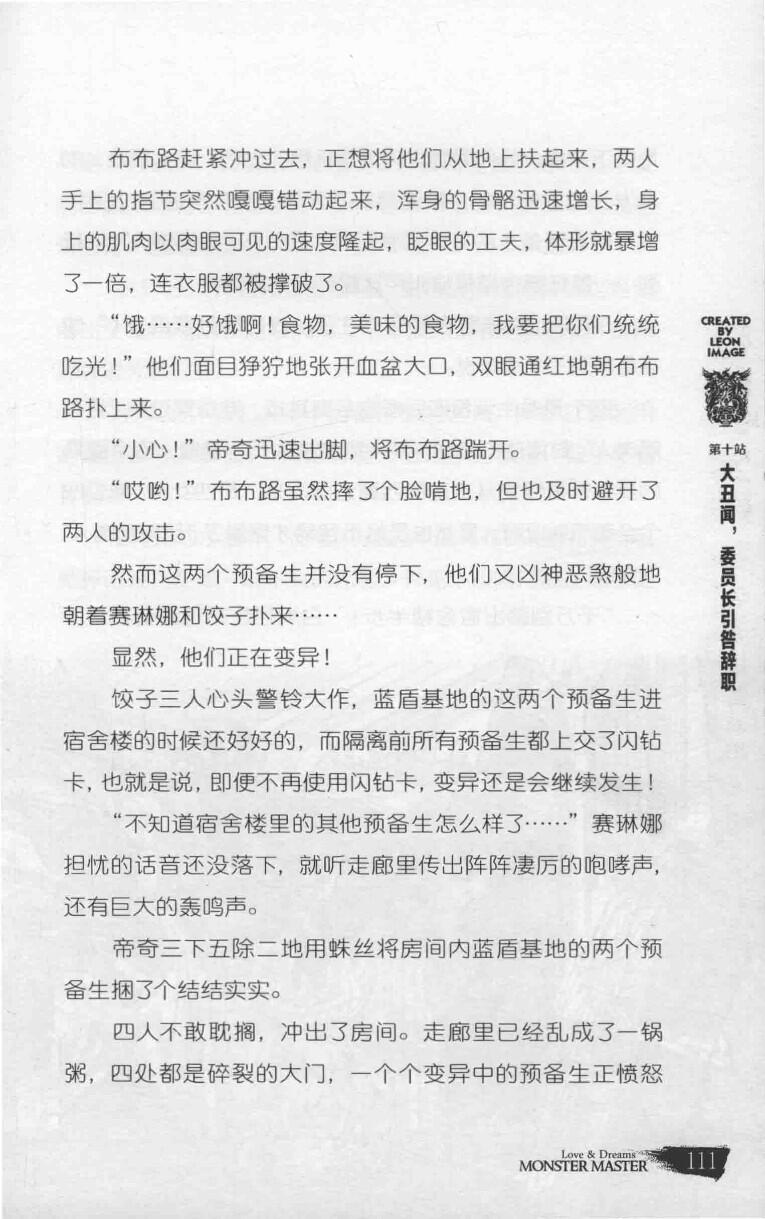 布布路赶紧冲过去，正想将他们从地上扶起来，两人
手上的指节突然嘎嘎错动起来，浑身的骨骼迅速增长，身
上的肌肉以肉眼可见的速度隆起，眨眼的工夫，体形就暴增
了一倍，连衣服都被撑破了。
“饿……好饿啊！食物，美味的食物，我要把你们统统
吃光！”他们面目狰狞地张开血盆大口，双眼通红地朝布布
路扑上来。
“小心！”帝奇迅速出脚，将布布路踹开。
“哎哟！”布布路虽然摔了个脸啃地，但也及时避开了
两人的攻击。
然而这两个预备生并没有停下，他们又凶神恶煞般地
朝着赛琳娜和饺子扑来……
显然，他们正在变异！
饺子三人心头警铃大作，蓝盾基地的这两个预备生进
宿舍楼的时候还好好的，而隔离前所有预备生都上交了闪钻
卡，也就是说，即便不再使用闪钻卡，变异还是会继续发生！
“不知道宿舍楼里的其他预备生怎么样了……”赛琳娜
担忧的话音还没落下，就听走廊里传出阵阵凄厉的咆哮声，
还有巨大的轰鸣声。
帝奇三下五除二地用蛛丝将房间内蓝盾基地的两个预
备生捆了个结结实实。
四人不敢耽搁，冲出了房间。走廊里已经乱成了一锅
粥，四处都是碎裂的大门，一个个变异中的预备生正愤怒
CREATED
BY
LEON
IMAGE
第十站
大丑闻，委员长引咎辞职
Love & Dreams
MONSTER MASTER
111